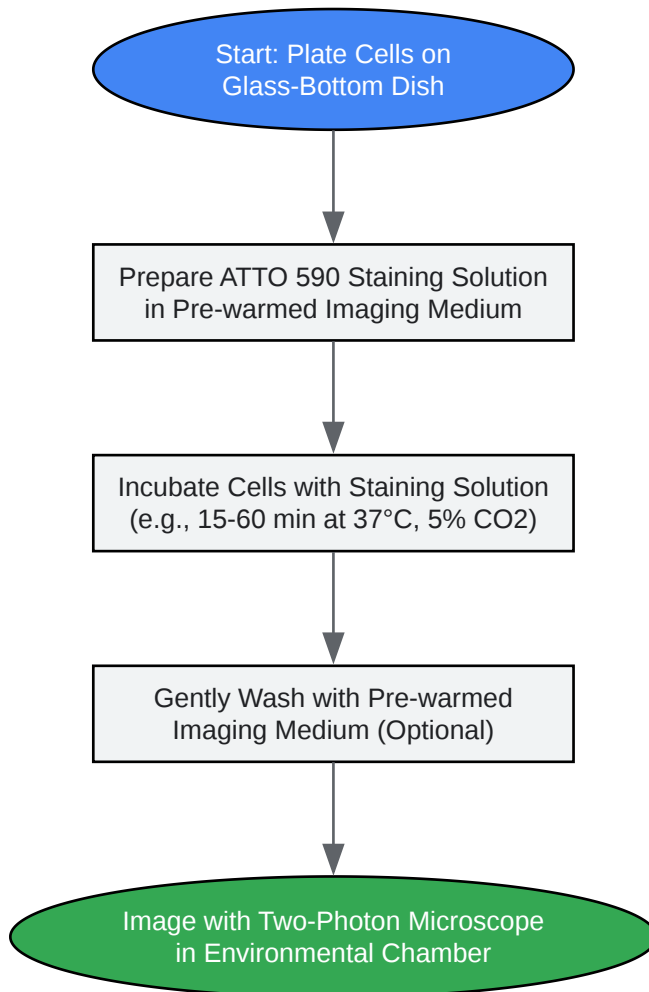 Start: Plate Cells on
Glass-Bottom Dish
Prepare ATTO 590 Staining Solution
in Pre-warmed Imaging Medium
Incubate Cells with Staining Solution
(e.g., 15-60 min at 37°C, 5% CO2)
Gently Wash with Pre-warmed
Imaging Medium (Optional)
Image with Two-Photon Microscope
in Environmental Chamber